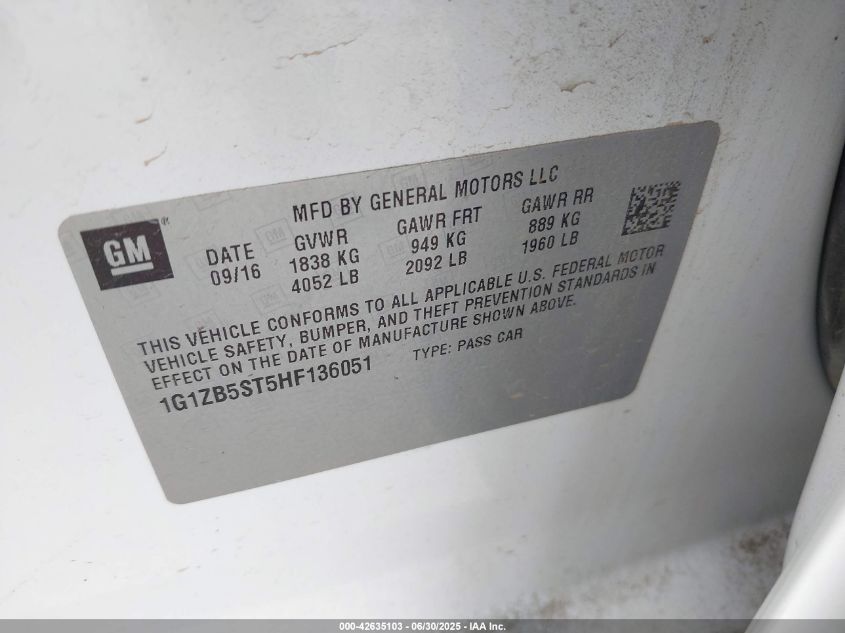 MFD BY GENERAL MOTORS LLC
GM®
DATE GVWR GAWR FRT GAWR RR
09/16 1838 KG 949 KG 889 KG
4052 LB 2092 LB 1960 LB
THIS VEHICLE CONFORMS TO ALL APPLICABLE U.S. FEDERAL MOTOR
VEHICLE SAFETY, BUMPER, AND THEFT PREVENTION STANDARDS IN
EFFECT ON THE DATE OF MANUFACTURE SHOWN ABOVE.
1G1ZB5ST5HF136051 TYPE: PASS CAR
000-42635103 - 06/30/2025 - IAA Inc.